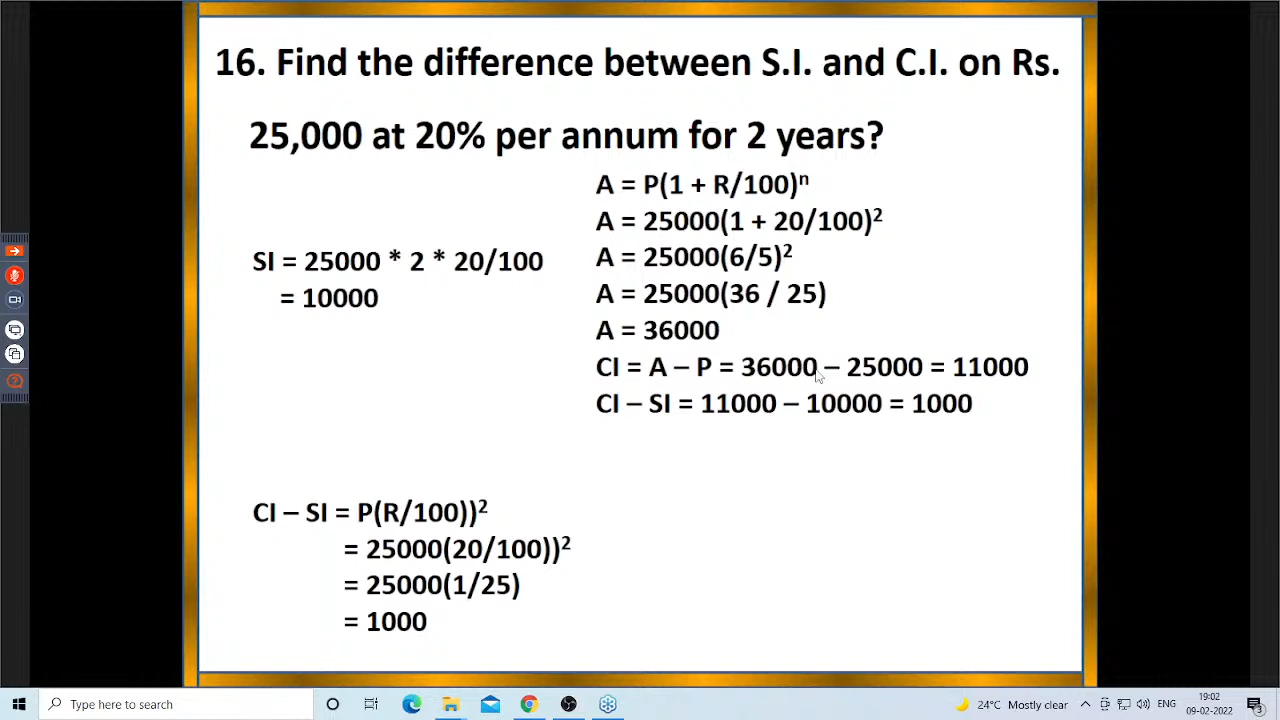 16. Find the difference between S.I. and C.I. on Rs.
25,000 at 20% per annum for 2 years?
SI = 25000 * 2 * 20/100
= 10000
A = P(1 + R/100)ⁿ
A = 25000(1 + 20/100)²
A = 25000(6/5)²
A = 25000(36 / 25)
A = 36000
CI = A – P = 36000 – 25000 = 11000
CI – SI = 11000 – 10000 = 1000
CI – SI = P(R/100))²
= 25000(20/100))²
= 25000(1/25)
= 1000
Type here to search
24°C Mostly clear
ENG
19:02
09-02-2022
3